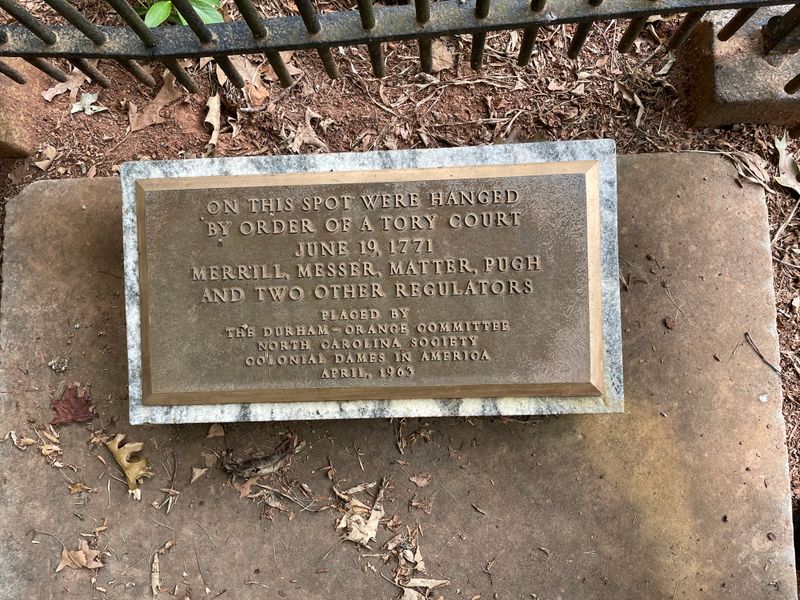 ON THIS SPOT WERE HANGED
BY ORDER OF A TORY COURT
JUNE 19, 1771
MERRILL, MESSER, MATTER, PUGH
AND TWO OTHER REGULATORS
PLACED BY
THE DURHAM–ORANGE COMMITTEE
NORTH CAROLINA SOCIETY
COLONIAL DAMES IN AMERICA
APRIL, 1963